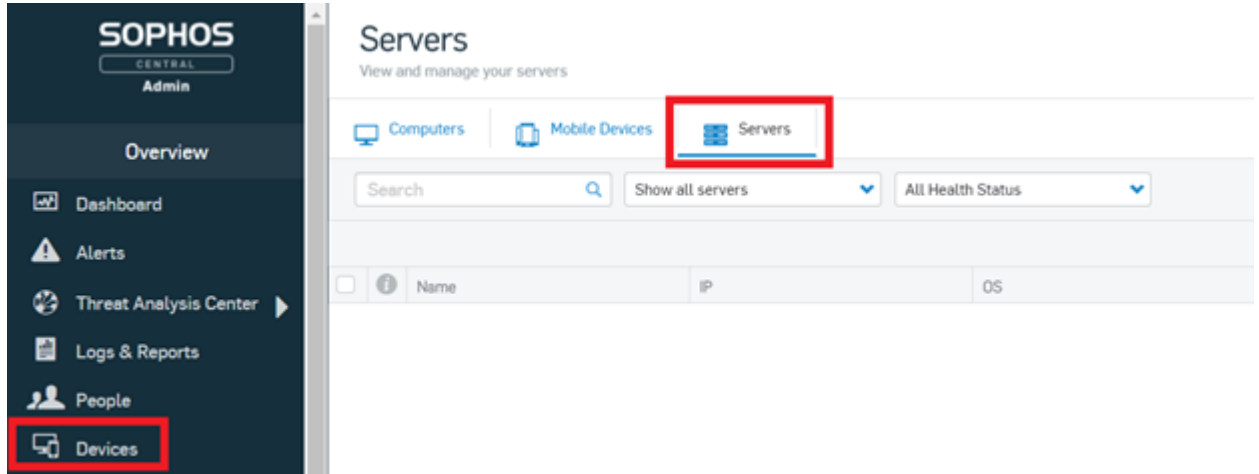 SOPHOS
CENTRAL
Admin
Overview
Dashboard
Alerts
Threat Analysis Center
Logs & Reports
People
Devices
Servers
View and manage your servers
Computers Mobile Devices Servers
Search Show all servers All Health Status
Name IP OS